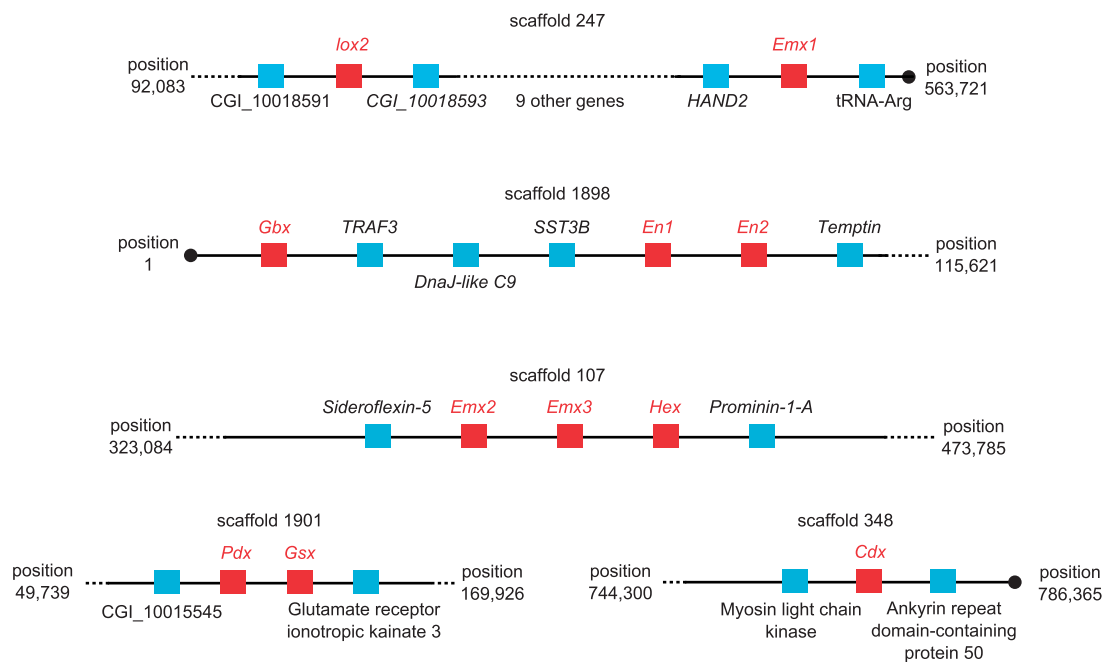 scaffold 247
lox2
Emx1
position
92,083
position
563,721
CGI_10018591
CGI_10018593
9 other genes
HAND2
tRNA-Arg
scaffold 1898
Gbx
TRAF3
SST3B
En1
En2
Temptin
position
1
position
115,621
DnaJ-like C9
scaffold 107
Sideroflexin-5
Emx2
Emx3
Hex
Prominin-1-A
position
323,084
position
473,785
scaffold 1901
Pdx
Gsx
position
49,739
position
169,926
CGI_10015545
Glutamate receptor
ionotropic kainate 3
scaffold 348
Cdx
position
744,300
position
786,365
Myosin light chain
kinase
Ankyrin repeat
domain-containing
protein 50